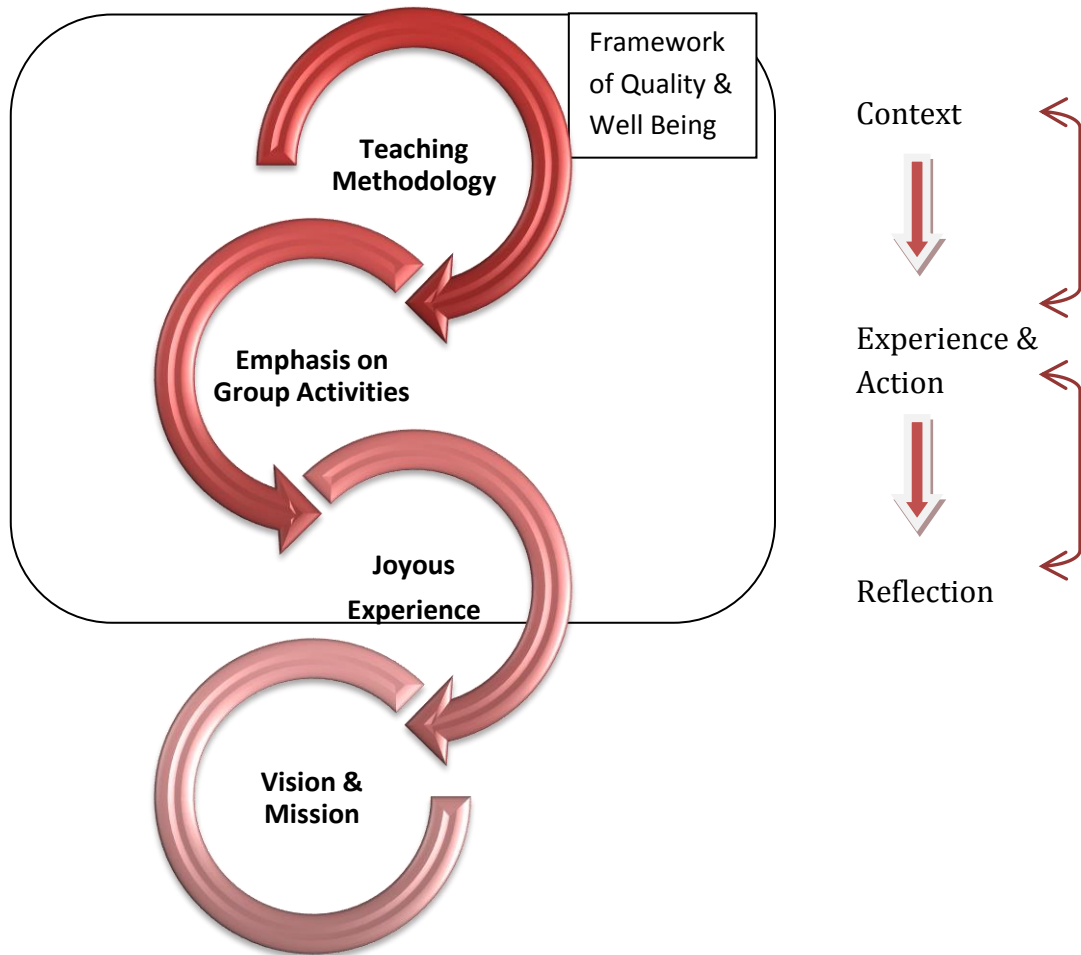 Framework
of Quality &
Well Being
Teaching
Methodology
Emphasis on
Group Activities
Joyous
Experience
Vision &
Mission
Context
Experience &
Action
Reflection